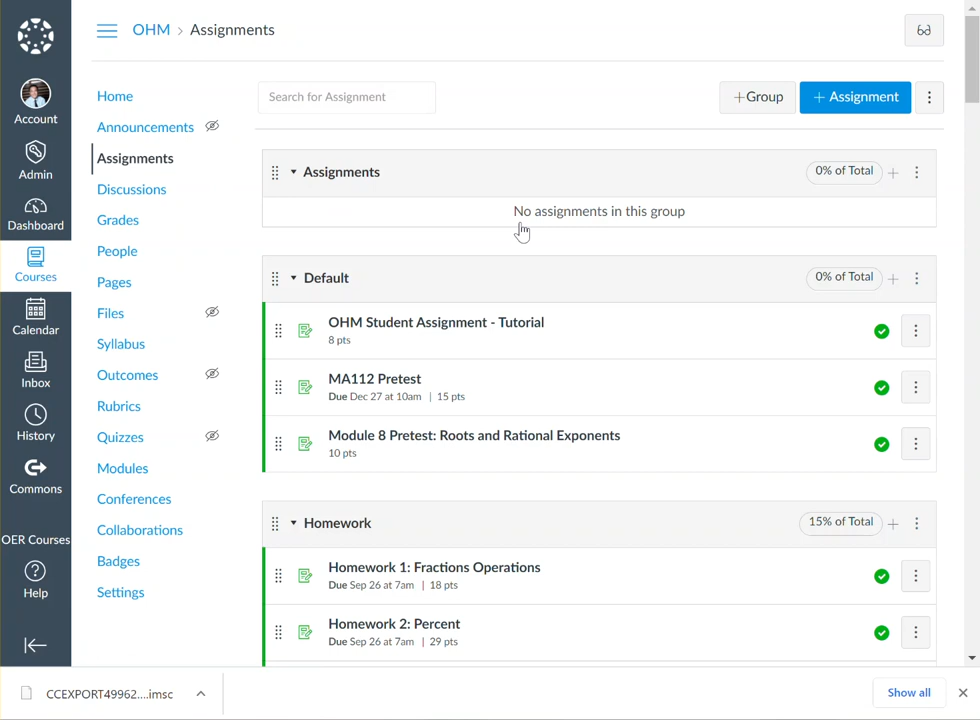 OHM > Assignments
Account
Admin
Dashboard
Courses
Calendar
Inbox
History
Commons
OER Courses
Help
Home
Announcements
Assignments
Discussions
Grades
People
Pages
Files
Syllabus
Outcomes
Rubrics
Quizzes
Modules
Conferences
Collaborations
Badges
Settings
Search for Assignment
+Group
+ Assignment
Assignments
0% of Total
No assignments in this group
Default
0% of Total
OHM Student Assignment - Tutorial
8 pts
MA112 Pretest
Due Dec 27 at 10am | 15 pts
Module 8 Pretest: Roots and Rational Exponents
10 pts
Homework
15% of Total
Homework 1: Fractions Operations
Due Sep 26 at 7am | 18 pts
Homework 2: Percent
Due Sep 26 at 7am | 29 pts
CCEXPORT49962....imsc
Show all